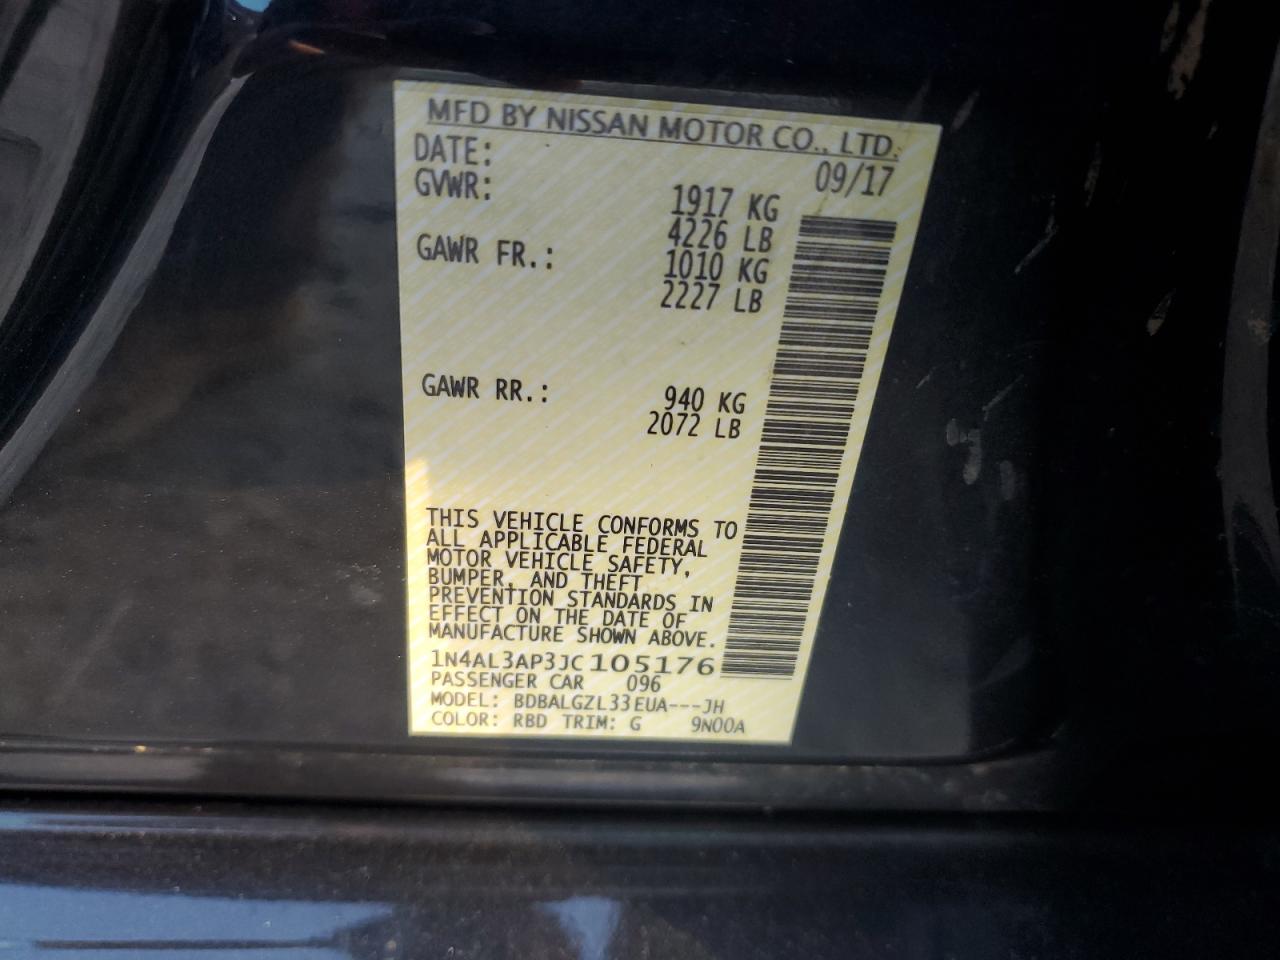 MFD BY NISSAN MOTOR CO., LTD.
DATE: 09/17
GVWR: 1917 KG
4226 LB
GAWR FR.: 1010 KG
2227 LB
GAWR RR.: 940 KG
2072 LB
THIS VEHICLE CONFORMS TO
ALL APPLICABLE FEDERAL
MOTOR VEHICLE SAFETY,
BUMPER, AND THEFT
PREVENTION STANDARDS IN
EFFECT ON THE DATE OF
MANUFACTURE SHOWN ABOVE.
1N4AL3AP3JC105176
PASSENGER CAR 096
MODEL: BDBALGZL33EUA---JH
COLOR: RBD TRIM: G 9N00A